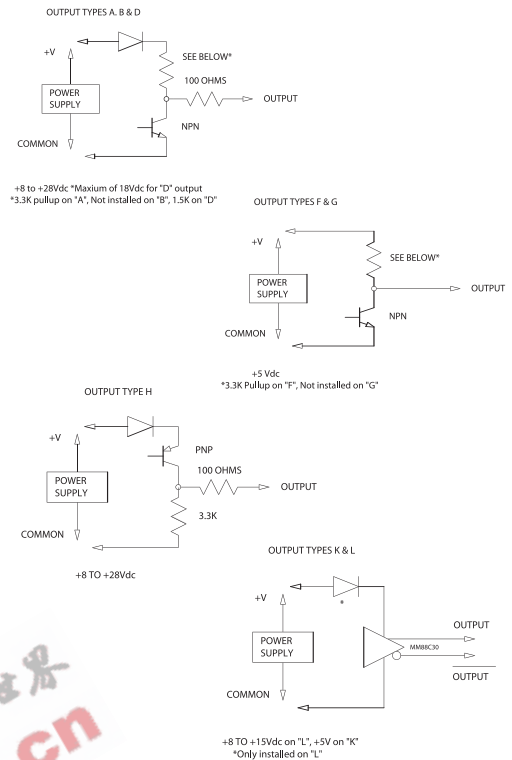 OUTPUT TYPES A. B & D
+V
SEE BELOW*
100 OHMS
POWER
SUPPLY
OUTPUT
NPN
COMMON
+8 to +28Vdc *Maxium of 18Vdc for "D" output
*3.3K pullup on "A", Not installed on "B", 1.5K on "D"
OUTPUT TYPES F & G
+V
SEE BELOW*
POWER
SUPPLY
OUTPUT
NPN
COMMON
+5 Vdc
*3.3K Pullup on "F", Not installed on "G"
OUTPUT TYPE H
+V
PNP
100 OHMS
POWER
SUPPLY
OUTPUT
3.3K
COMMON
+8 TO +28Vdc
OUTPUT TYPES K & L
+V
*
OUTPUT
POWER
SUPPLY
MM88C30
OUTPUT
COMMON
+8 TO +15Vdc on "L", +5V on "K"
*Only installed on "L"
世界
.cn